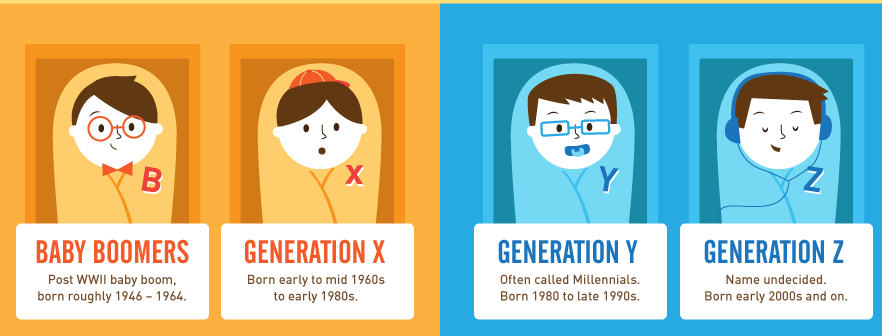 B
X
Y
Z
BABY BOOMERS
Post WWII baby boom,
born roughly 1946 – 1964.
GENERATION X
Born early to mid 1960s
to early 1980s.
GENERATION Y
Often called Millennials.
Born 1980 to late 1990s.
GENERATION Z
Name undecided.
Born early 2000s and on.